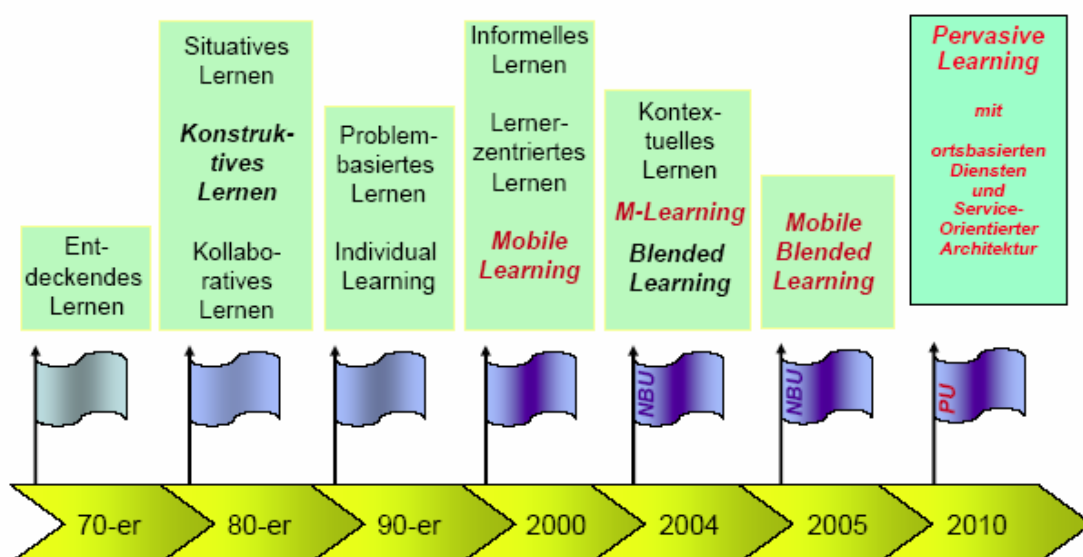 Ent-
deckendes
Lernen
Situatives
Lernen
Konstruk-
tives
Lernen
Kollabo-
ratives
Lernen
Problem-
basiertes
Lernen
Individual
Learning
Informelles
Lernen
Lerner-
zentriertes
Lernen
Mobile
Learning
Kontex-
tuelles
Lernen
M-Learning
Blended
Learning
Mobile
Blended
Learning
Pervasive
Learning
mit
ortsbasierten
Diensten
und
Service-
Orientierter
Architektur
NBU
NBU
PU
70-er
80-er
90-er
2000
2004
2005
2010